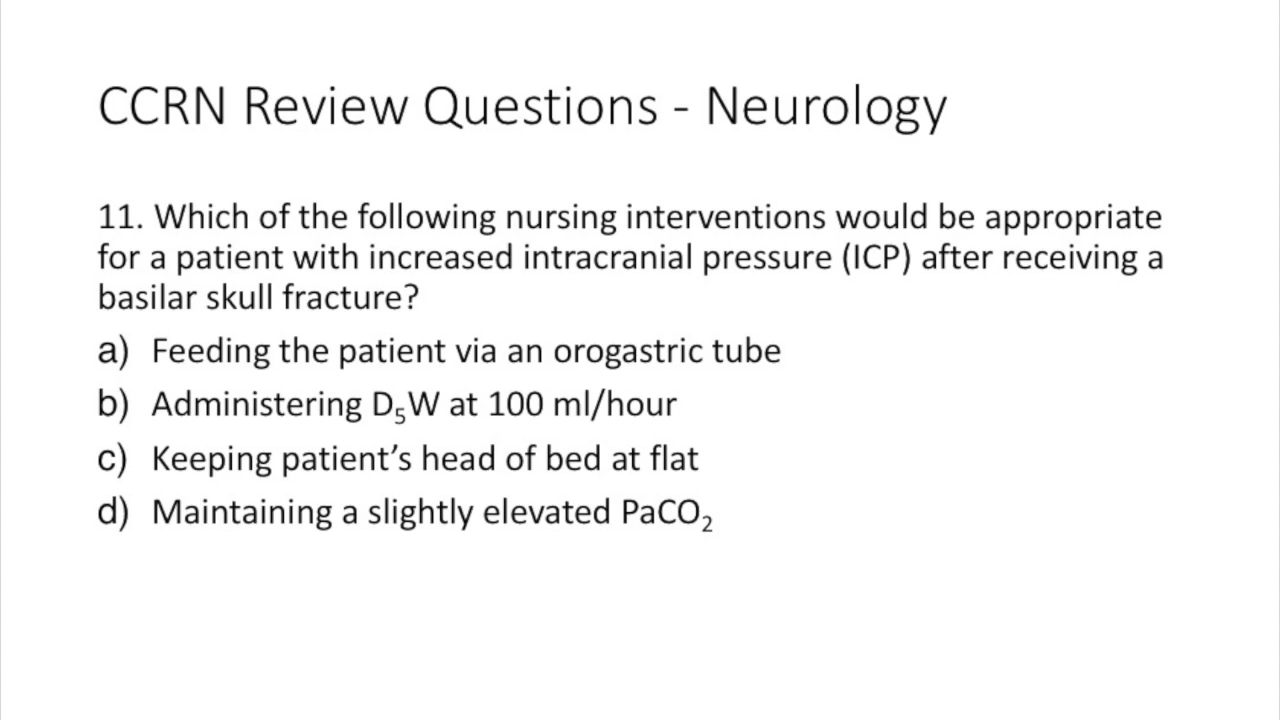 CCRN Review Questions - Neurology
11. Which of the following nursing interventions would be appropriate
for a patient with increased intracranial pressure (ICP) after receiving a
basilar skull fracture?
a) Feeding the patient via an orogastric tube
b) Administering D₅W at 100 ml/hour
c) Keeping patient’s head of bed at flat
d) Maintaining a slightly elevated PaCO₂